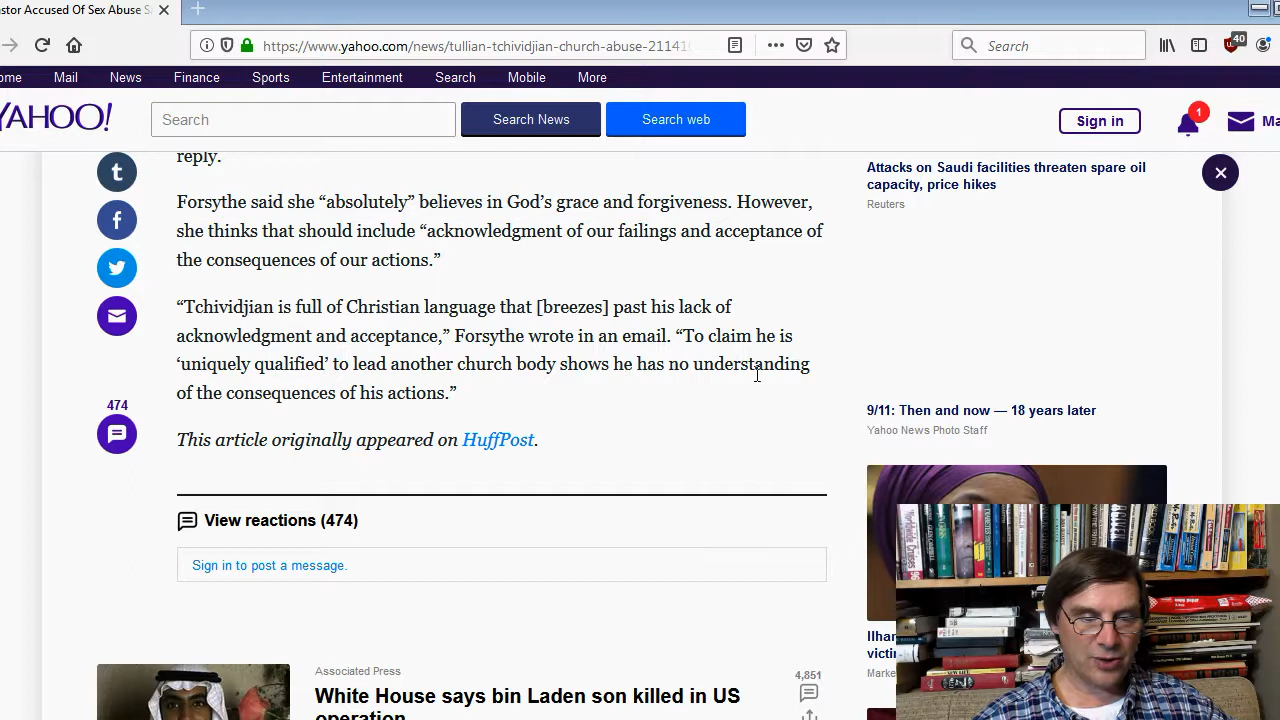 stor Accused Of Sex Abuse S
https://www.yahoo.com/news/tullian-tchividjian-church-abuse-21141
Search
40
ome
Mail
News
Finance
Sports
Entertainment
Search
Mobile
More
YAHOO!
Search
Search News
Search web
Sign in
1
Ma
reply.
Forsythe said she “absolutely” believes in God’s grace and forgiveness. However,
she thinks that should include “acknowledgment of our failings and acceptance of
the consequences of our actions.”
“Tchividjian is full of Christian language that [breezes] past his lack of
acknowledgment and acceptance,” Forsythe wrote in an email. “To claim he is
‘uniquely qualified’ to lead another church body shows he has no understanding
of the consequences of his actions.”
474
This article originally appeared on HuffPost.
View reactions (474)
Sign in to post a message.
Associated Press
White House says bin Laden son killed in US
operation
4,851
Attacks on Saudi facilities threaten spare oil
capacity, price hikes
Reuters
9/11: Then and now — 18 years later
Yahoo News Photo Staff
Ilhan
victi
Marke